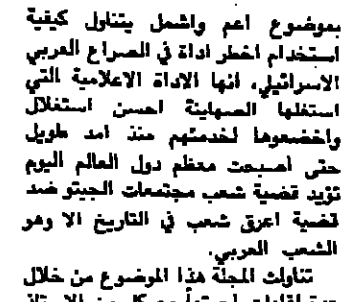 بموضوع اعم واشمل يتناول كيفية
استخدام اخطر اداة في الصراع العربي
الاسرائيلي، انها الاداة الاعلامية التي
استغلها الصهاينة احسن استغلال
واخضعوها لخدمتهم منذ امد طويل
حتى اصبحت معظم دول العالم اليوم
تؤيد قضية شعب مجتمعات الجيتو ضد
قضية اعرق شعب في التاريخ الا وهو
الشعب العربي.
تناولت المجلة هذا الموضوع من خلال